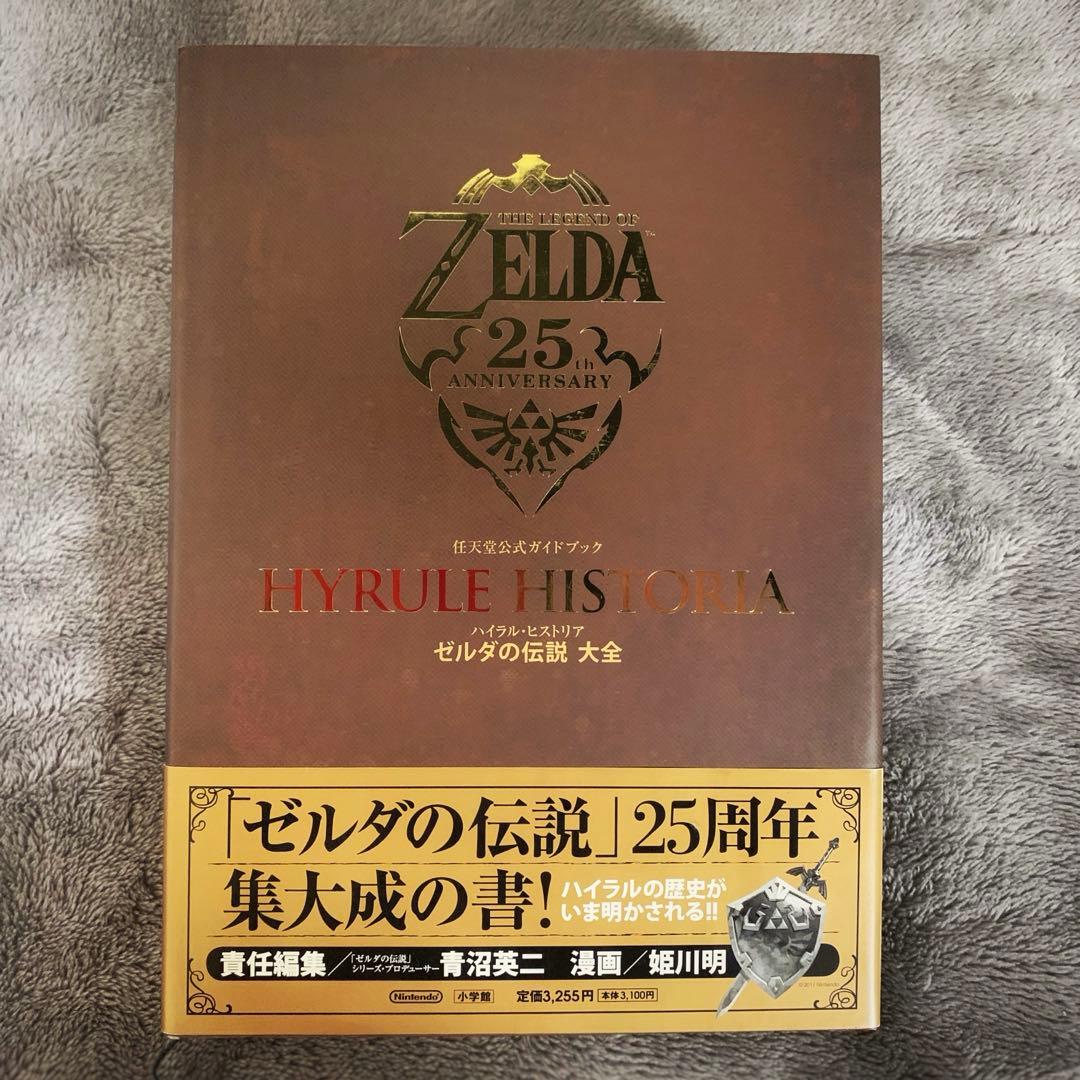 THE LEGEND OF
ZELDA™
25th
ANNIVERSARY
任天堂公式ガイドブック
HYRULE HISTORIA
ハイラル・ヒストリア
ゼルダの伝説 大全
「ゼルダの伝説」25周年
集大成の書!
ハイラルの歴史が
いま明かされる!!
責任編集/「ゼルダの伝説」シリーズ・プロデューサー 青沼英二 漫画/姫川明
Nintendo 小学館 定価3,255円 本体3,100円
©2011 Nintendo